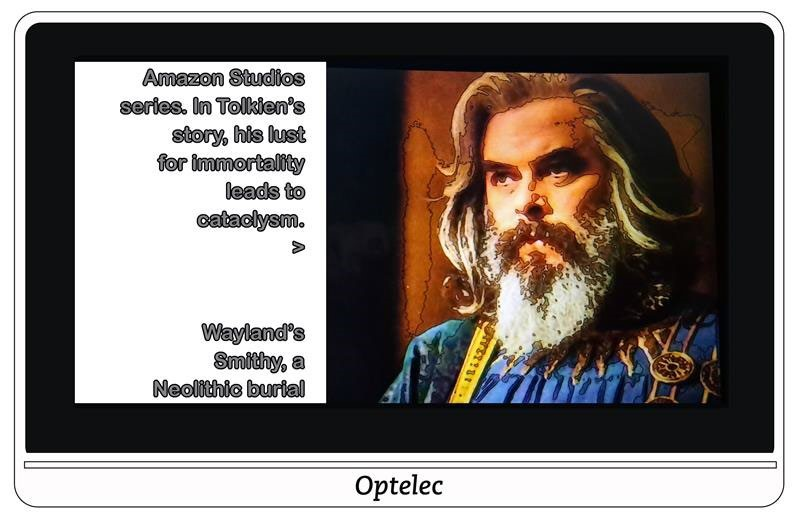 Amazon Studios
series. In Tolkien's
story, his lust
for immortality
leads to
cataclysm.
>
Wayland's
Smithy, a
Neolithic burial
Optelec